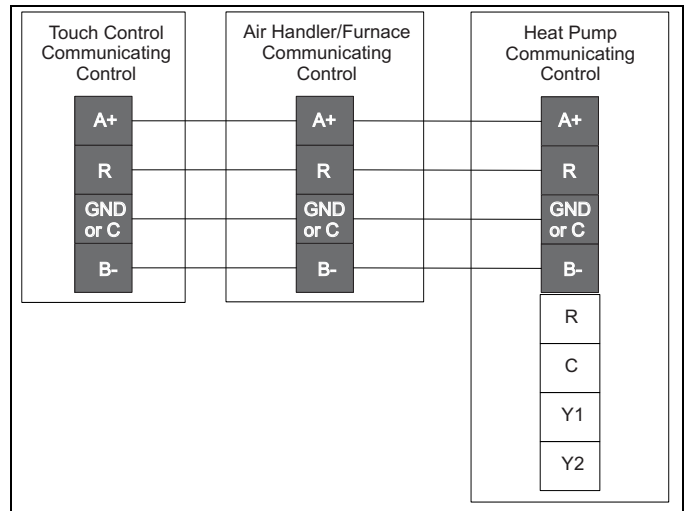 Touch Control
Communicating
Control
A+
R
GND
or C
B-
Air Handler/Furnace
Communicating
Control
A+
R
GND
or C
B-
Heat Pump
Communicating
Control
A+
R
GND
or C
B-
R
C
Y1
Y2